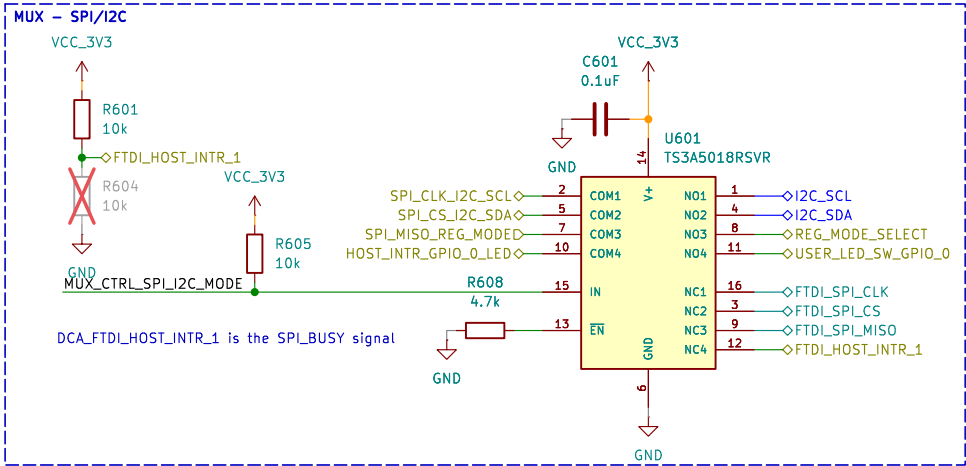 MUX - SPI/I2C
VCC_3V3
R601
10k
FTDI_HOST_INTR_1
R604
10k
GND
VCC_3V3
R605
10k
MUX_CTRL_SPI_I2C_MODE
DCA_FTDI_HOST_INTR_1 is the SPI_BUSY signal
VCC_3V3
C601
0.1uF
GND
U601
TS3A5018RSVR
14
V+
SPI_CLK_I2C_SCL 2 COM1
SPI_CS_I2C_SDA 5 COM2
SPI_MISO_REG_MODE 7 COM3
HOST_INTR_GPIO_0_LED 10 COM4
15 IN
R608
4.7k
13 EN
GND
NO1 1 I2C_SCL
NO2 4 I2C_SDA
NO3 8 REG_MODE_SELECT
NO4 11 USER_LED_SW_GPIO_0
NC1 16 FTDI_SPI_CLK
NC2 3 FTDI_SPI_CS
NC3 9 FTDI_SPI_MISO
NC4 12 FTDI_HOST_INTR_1
GND
6
GND